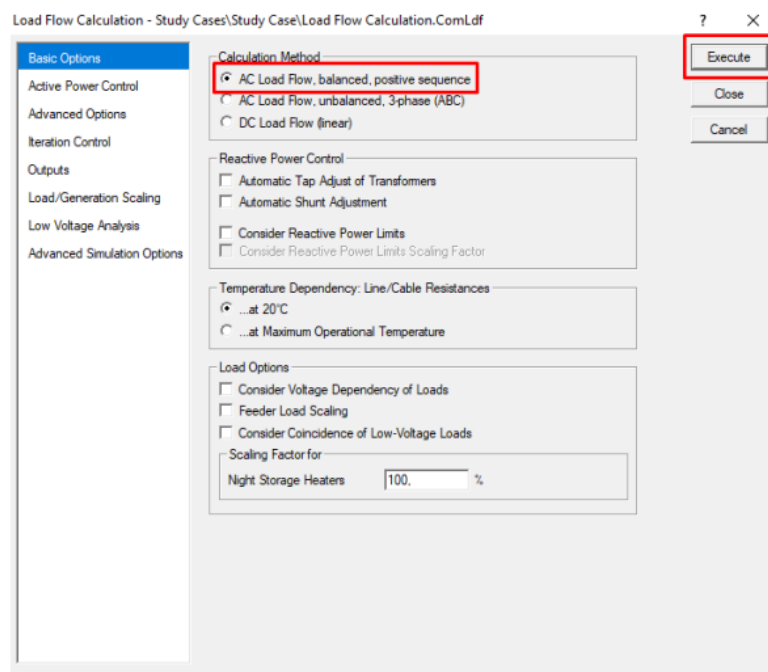 Load Flow Calculation - Study Cases\Study Case\Load Flow Calculation.ComLdf ?
Basic Options
Active Power Control
Advanced Options
Iteration Control
Outputs
Load/Generation Scaling
Low Voltage Analysis
Advanced Simulation Options
Calculation Method
AC Load Flow, balanced, positive sequence
AC Load Flow, unbalanced, 3-phase (ABC)
DC Load Flow (linear)
Reactive Power Control
Automatic Tap Adjust of Transformers
Automatic Shunt Adjustment
Consider Reactive Power Limits
Consider Reactive Power Limits Scaling Factor
Temperature Dependency: Line/Cable Resistances
...at 20°C
...at Maximum Operational Temperature
Load Options
Consider Voltage Dependency of Loads
Feeder Load Scaling
Consider Coincidence of Low-Voltage Loads
Scaling Factor for
Night Storage Heaters 100, %
Execute
Close
Cancel